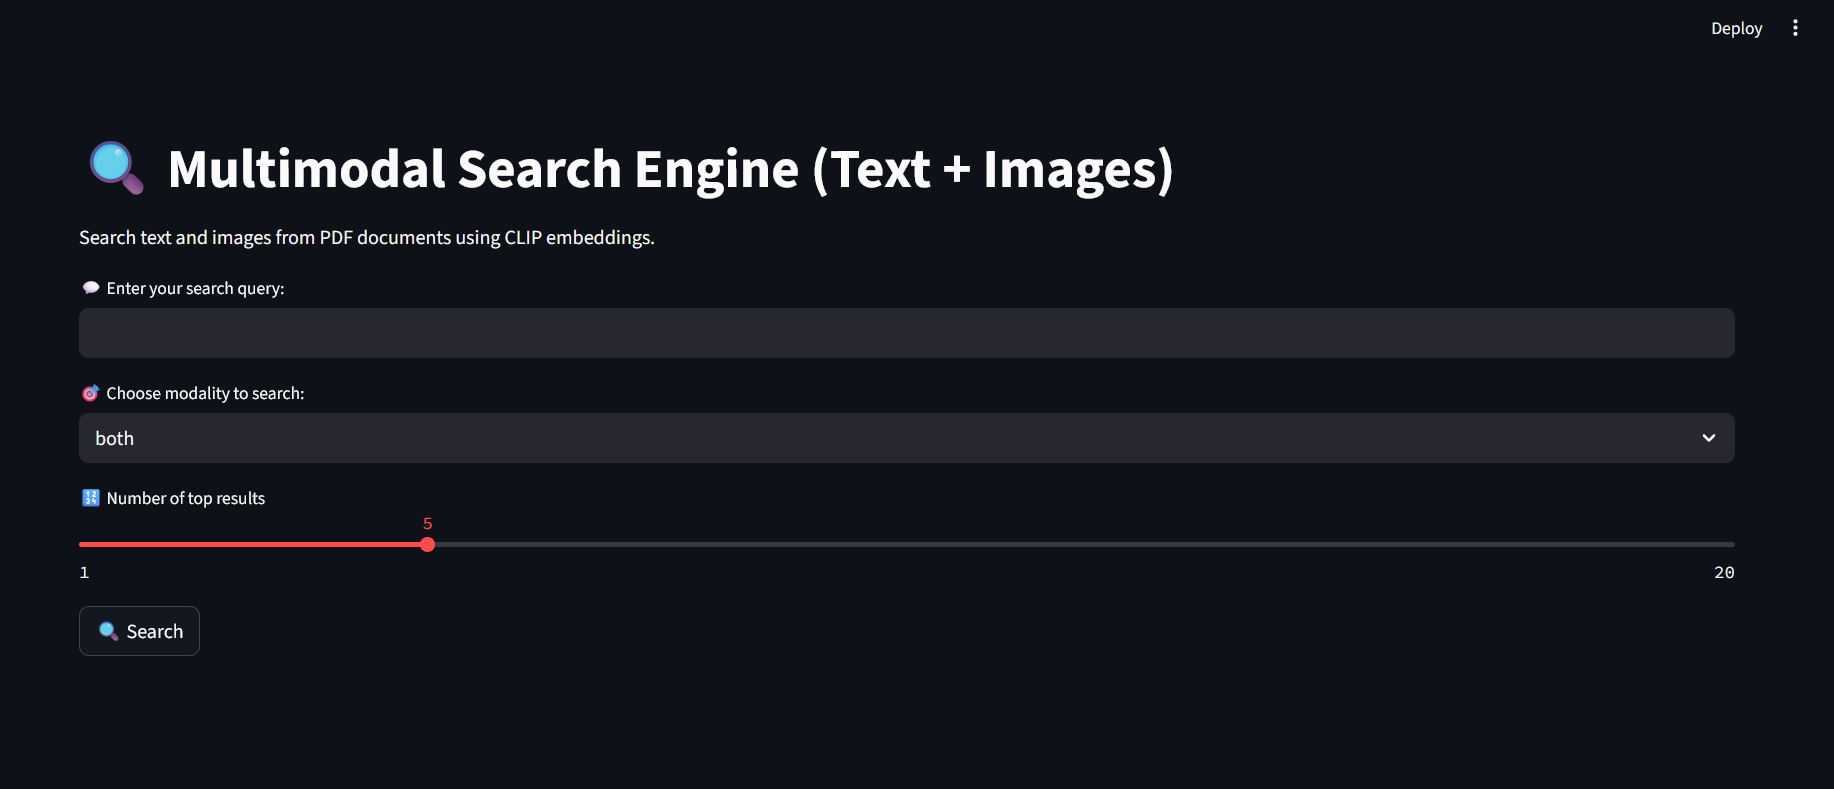 Deploy
Multimodal Search Engine (Text + Images)
Search text and images from PDF documents using CLIP embeddings.
Enter your search query:
Choose modality to search:
both
Number of top results
5
1 20
Search